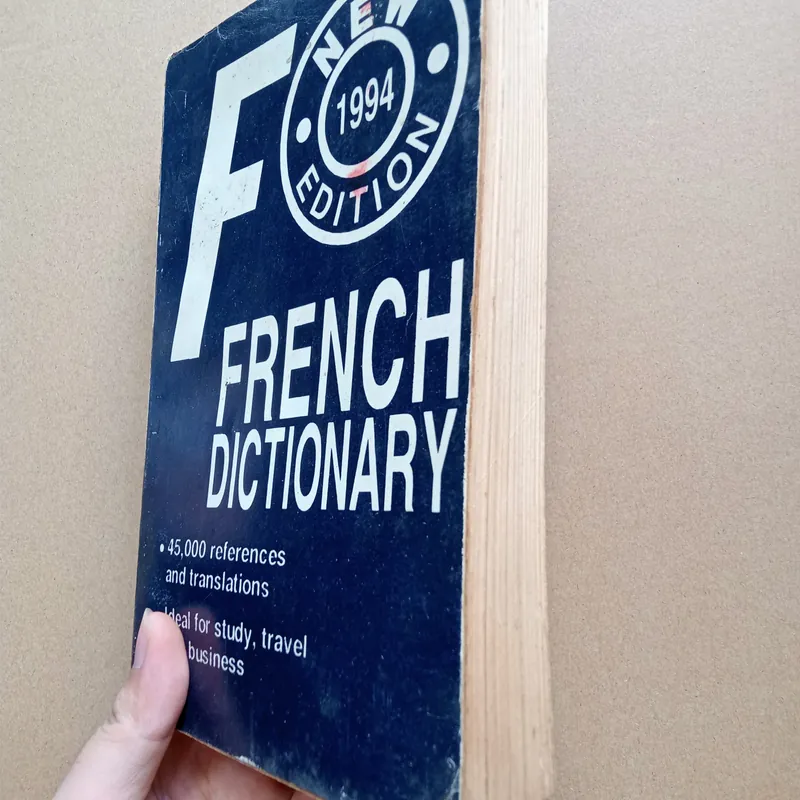 F
NEW
1994
EDITION
FRENCH
DICTIONARY
• 45,000 references
and translations
Ideal for study, travel
business